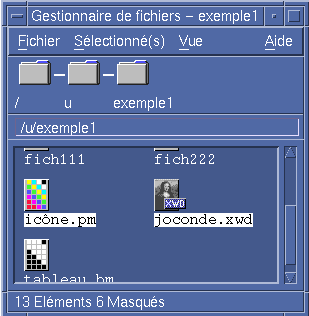 Gestionnaire de fichiers - exemple1
Fichier Sélectionné(s) Vue Aide
/ u exemple1
/u/exemple1
fich111 fich222
XWD
icône.pm joconde.xwd
tableau.bm
13 Eléments 6 Masqués